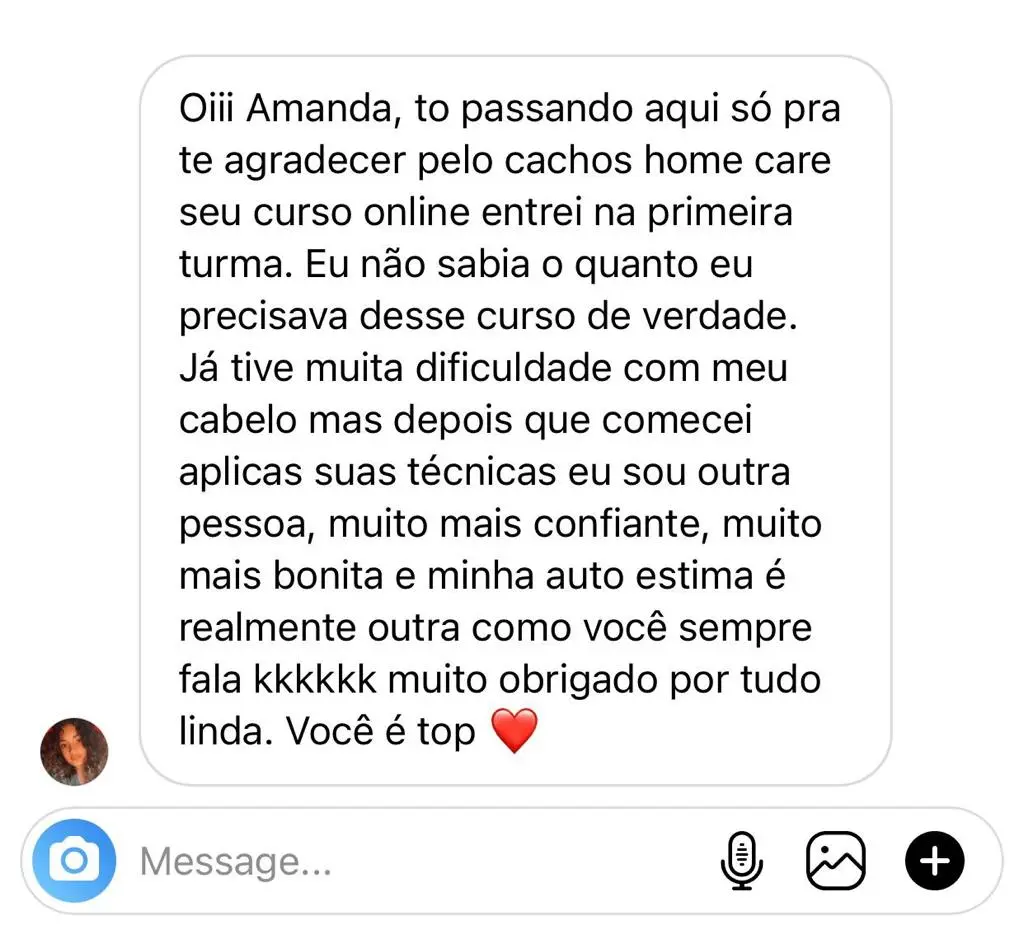 Oiii Amanda, to passando aqui só pra
te agradecer pelo cachos home care
seu curso online entrei na primeira
turma. Eu não sabia o quanto eu
precisava desse curso de verdade.
Já tive muita dificuldade com meu
cabelo mas depois que comecei
aplicas suas técnicas eu sou outra
pessoa, muito mais confiante, muito
mais bonita e minha auto estima é
realmente outra como você sempre
fala kkkkkk muito obrigado por tudo
linda. Você é top ❤️
Message...